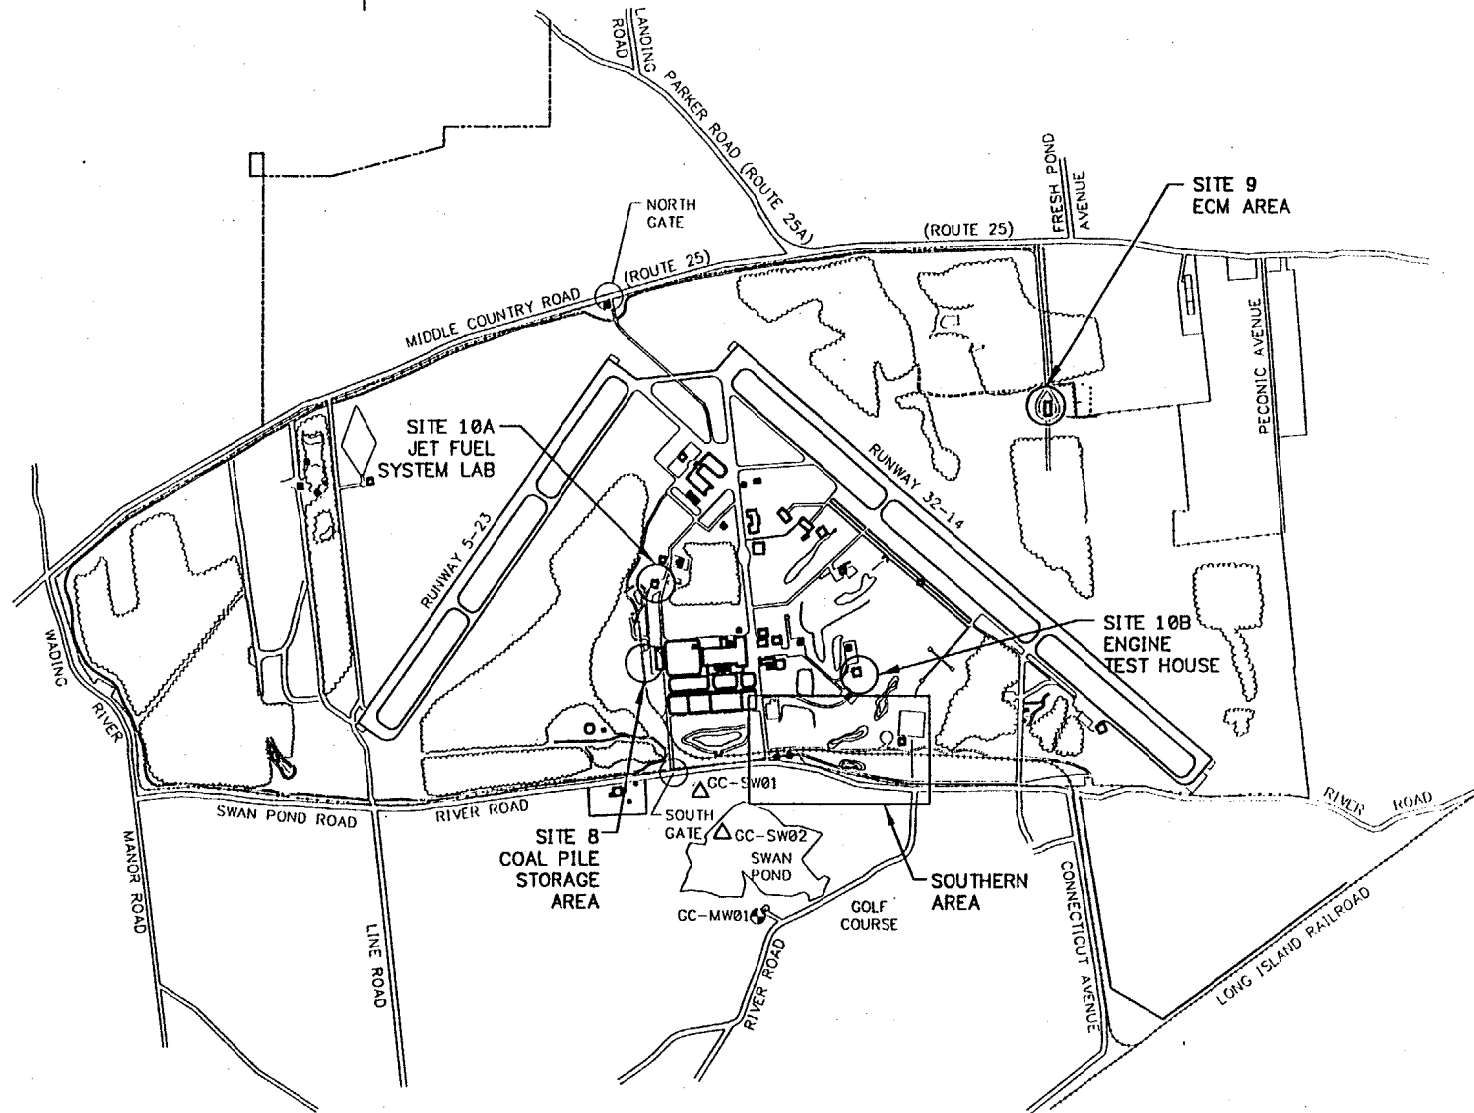 LANDING
ROAD
PARKER ROAD (ROUTE 25A)
FRESH POND
AVENUE
SITE 9
ECM AREA
NORTH
GATE
(ROUTE 25)
(ROUTE 25)
MIDDLE COUNTRY ROAD
PECONIC AVENUE
SITE 10A
JET FUEL
SYSTEM LAB
RUNWAY 32-14
RUNWAY 5-23
WADING
RIVER
SITE 10B
ENGINE
TEST HOUSE
GC-SW01
SWAN POND ROAD
RIVER ROAD
RIVER ROAD
SOUTH
GATE
GC-SW02
SWAN
POND
SITE 8
COAL PILE
STORAGE
AREA
MANOR ROAD
SOUTHERN
AREA
GC-MW01
GOLF
COURSE
LINE ROAD
RIVER ROAD
CONNECTICUT AVENUE
LONG ISLAND RAILROAD